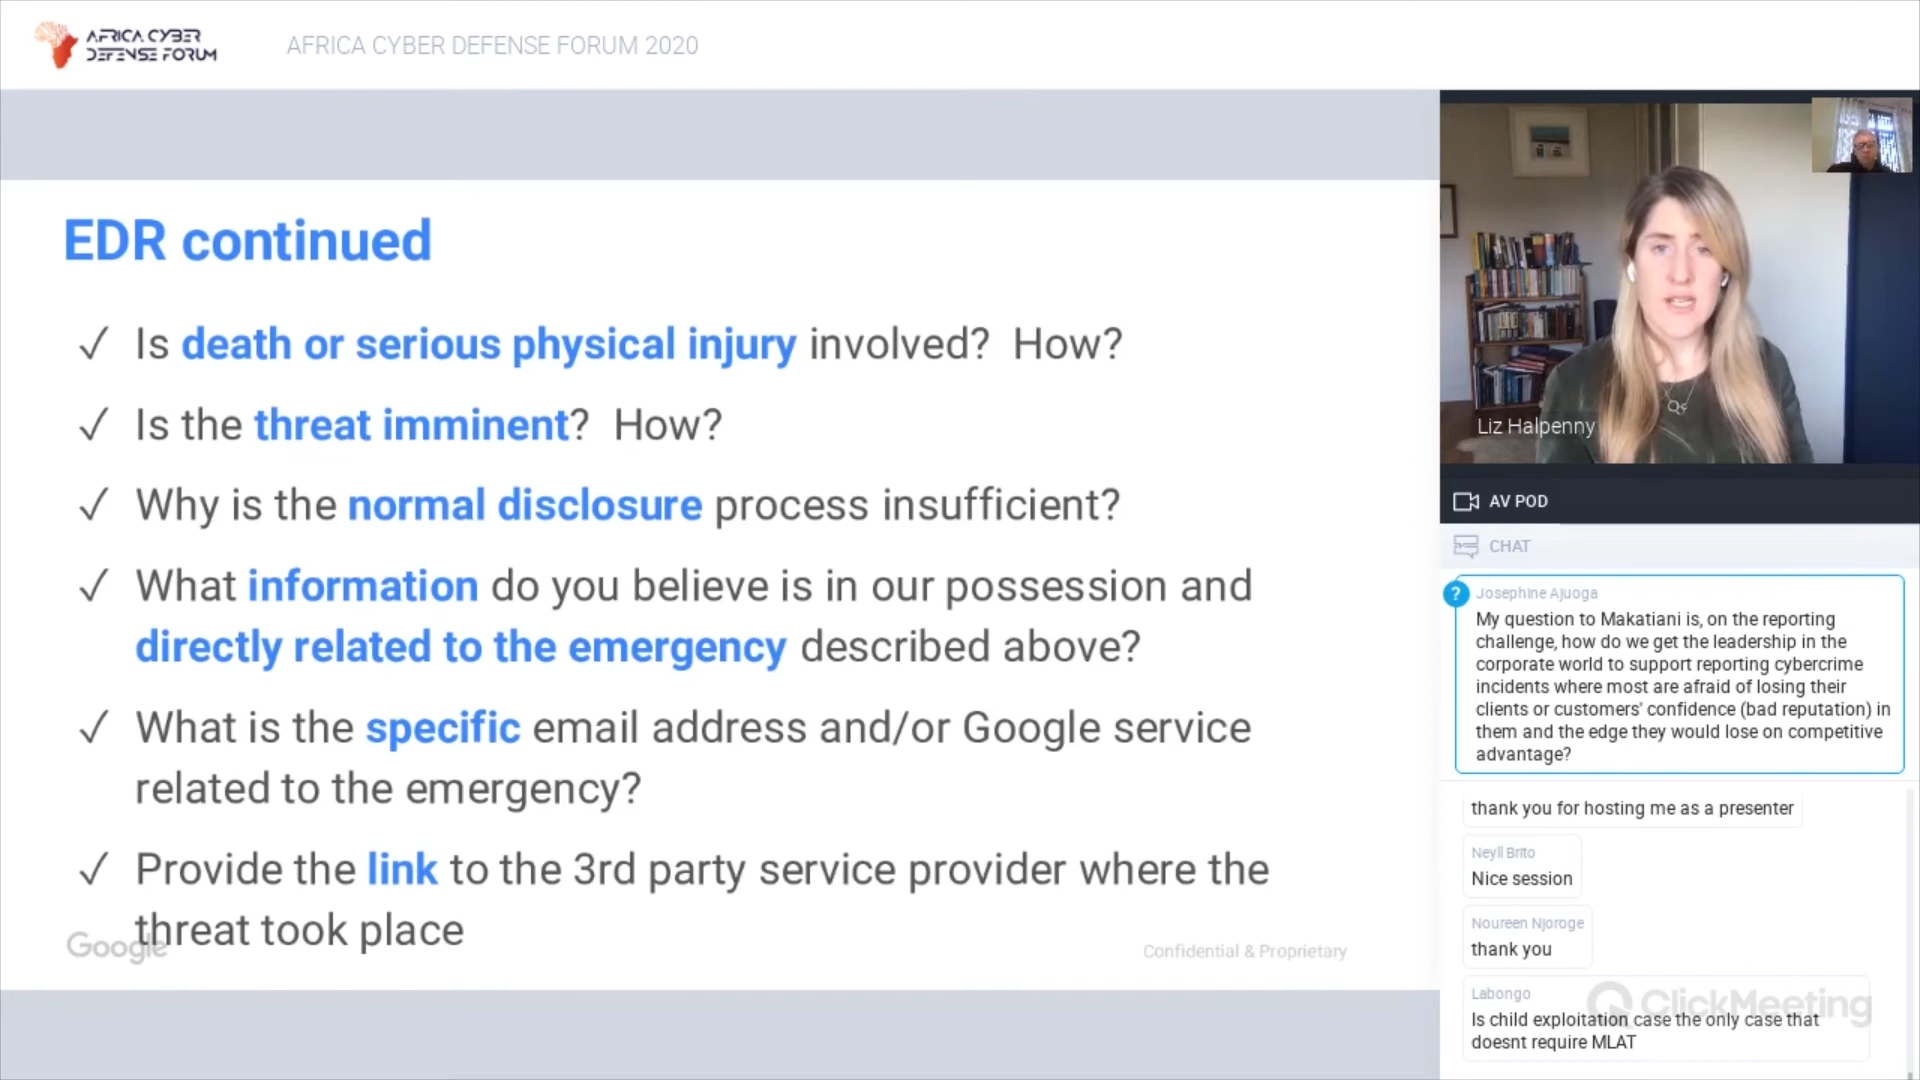 AFRICA CYBER
DEFENSE FORUM
AFRICA CYBER DEFENSE FORUM 2020
EDR continued
✓ Is death or serious physical injury involved? How?
✓ Is the threat imminent? How?
✓ Why is the normal disclosure process insufficient?
✓ What information do you believe is in our possession and
directly related to the emergency described above?
✓ What is the specific email address and/or Google service
related to the emergency?
✓ Provide the link to the 3rd party service provider where the
threat took place
Google
Confidential & Proprietary
Liz Halpenny
AV POD
CHAT
?
Josephine Ajuoga
My question to Makatiani is, on the reporting
challenge, how do we get the leadership in the
corporate world to support reporting cybercrime
incidents where most are afraid of losing their
clients or customers' confidence (bad reputation) in
them and the edge they would lose on competitive
advantage?
thank you for hosting me as a presenter
Neyll Brito
Nice session
Noureen Njoroge
thank you
Labongo
Is child exploitation case the only case that
doesnt require MLAT
ClickMeeting